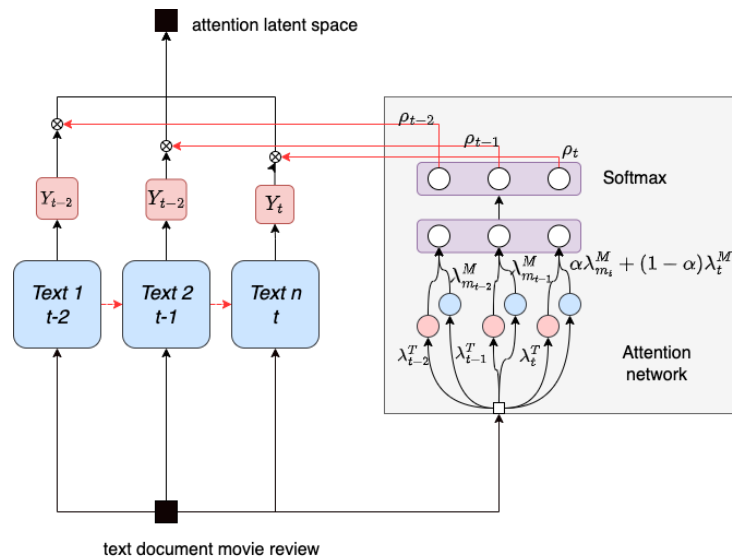 attention latent space
ρ_{t−2}
ρ_{t−1}
ρ_t
Softmax
Y_{t−2}
Y_{t−2}
Y_t
Text 1
t-2
Text 2
t-1
Text n
t
λ^M_{m_{t−2}}
λ^M_{m_{t−1}}
αλ^M_{m_i} + (1 − α)λ^M_t
λ^T_{t−2}
λ^T_{t−1}
λ^T_t
Attention
network
text document movie review